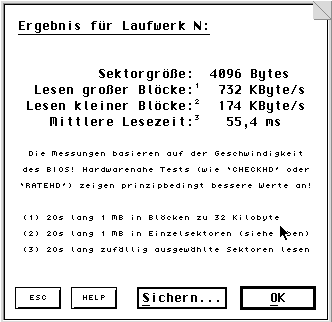 Ergebnis für Laufwerk N:
Sektorgröße: 4096 Bytes
Lesen großer Blöcke:¹ 732 KByte/s
Lesen kleiner Blöcke:² 174 KByte/s
Mittlere Lesezeit:³ 55,4 ms
Die Messungen basieren auf der Geschwindigkeit
des BIOS! Hardwarenahe Tests (wie "CHECKHD" oder
"RATEHD") zeigen prinzipbedingt bessere Werte an!
(1) 20s lang 1 MB in Blöcken zu 32 Kilobyte
(2) 20s lang 1 MB in Einzelsektoren (siehe oben)
(3) 20s lang zufällig ausgewählte Sektoren lesen
ESC HELP Sichern... OK